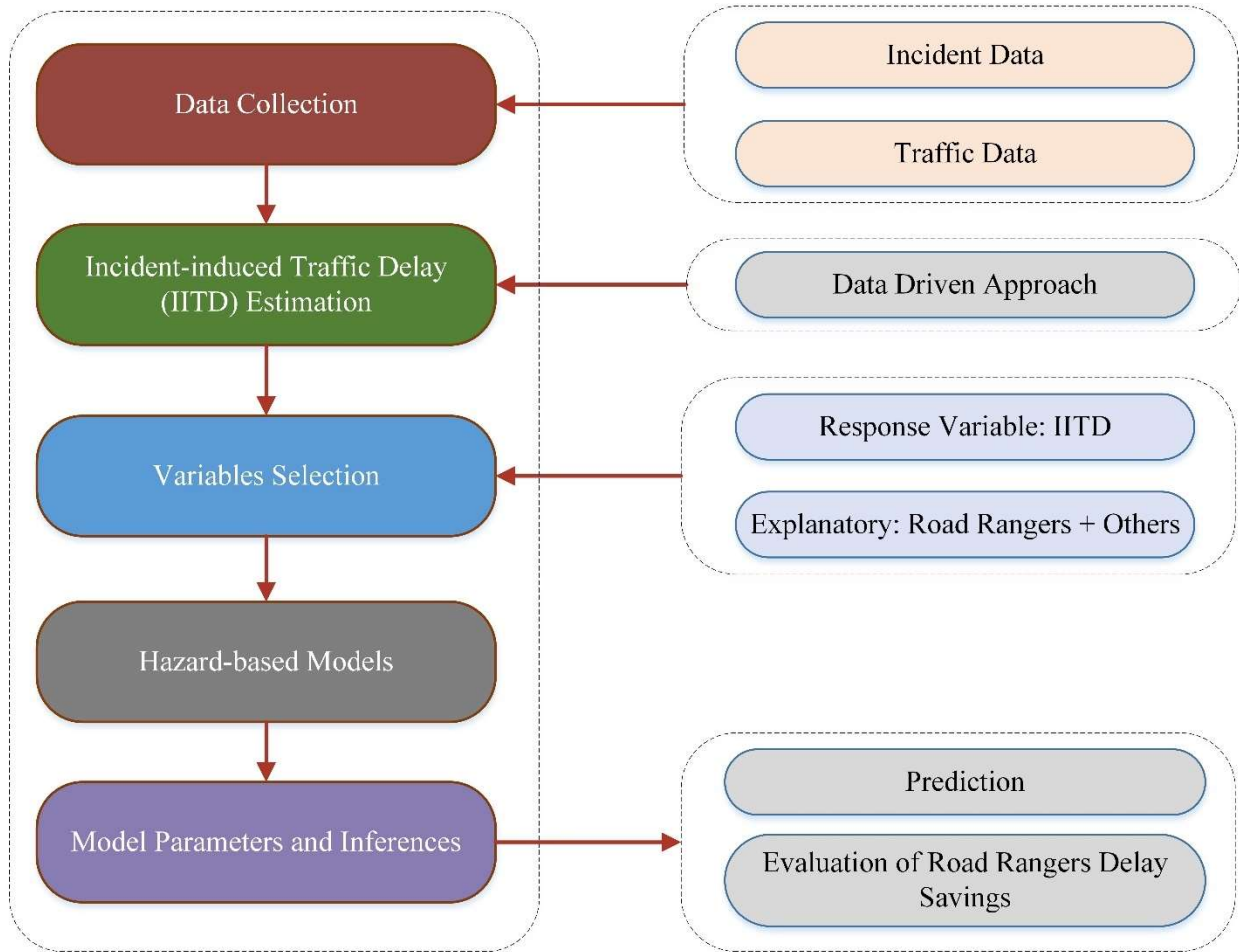 Data Collection
Incident Data
Traffic Data
Incident-induced Traffic Delay
(IITD) Estimation
Data Driven Approach
Variables Selection
Response Variable: IITD
Explanatory: Road Rangers + Others
Hazard-based Models
Model Parameters and Inferences
Prediction
Evaluation of Road Rangers Delay
Savings